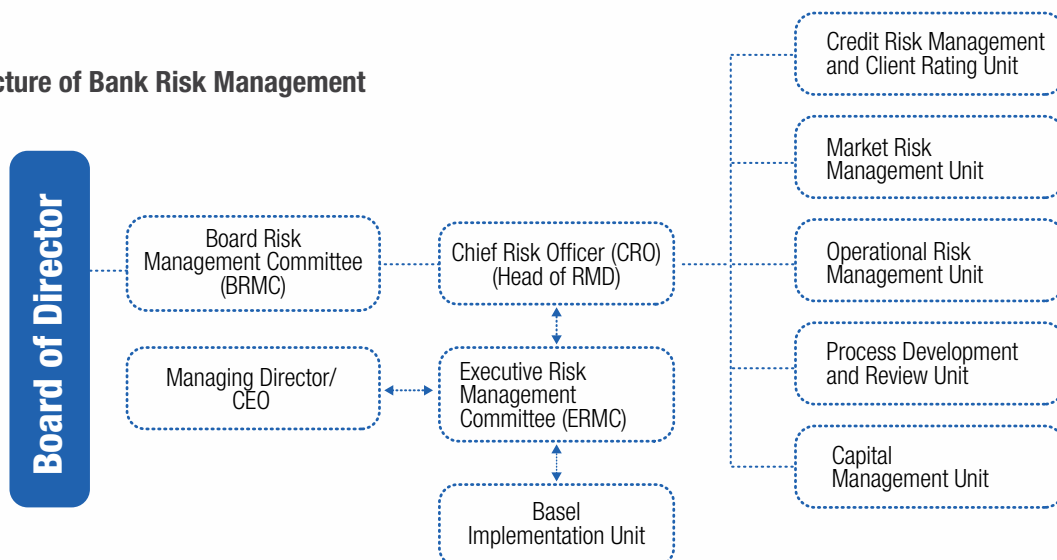 cture of Bank Risk Management
Board of Director
Board Risk
Management Committee
(BRMC)
Managing Director/
CEO
Chief Risk Officer (CRO)
(Head of RMD)
Executive Risk
Management
Committee (ERMC)
Basel
Implementation Unit
Credit Risk Management
and Client Rating Unit
Market Risk
Management Unit
Operational Risk
Management Unit
Process Development
and Review Unit
Capital
Management Unit